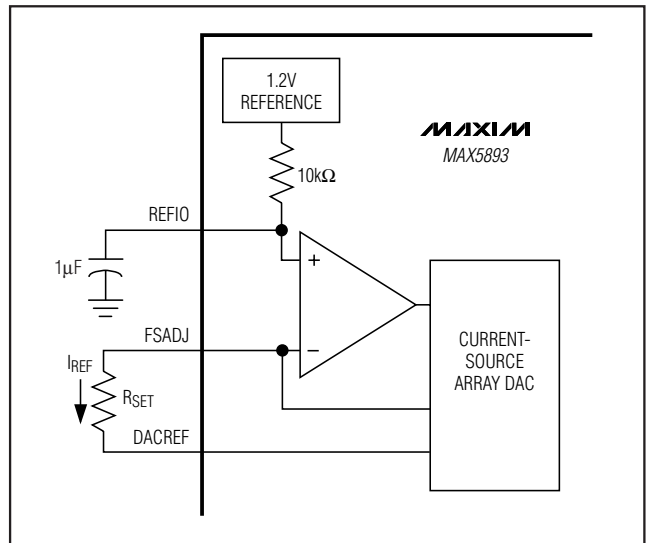 1.2V
REFERENCE
MAXIM
MAX5893
10kΩ
REFIO
1µF
+
FSADJ
−
IREF
RSET
DACREF
CURRENT-
SOURCE
ARRAY DAC